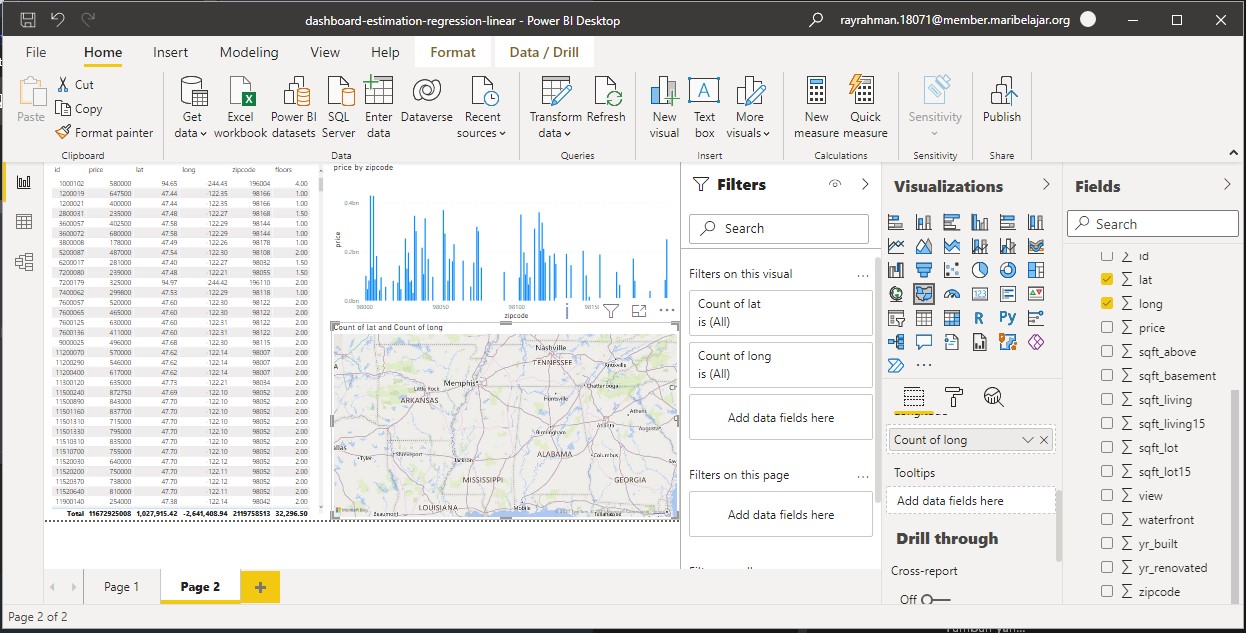 dashboard-estimation-regression-linear - Power BI Desktop
rayrahman.18071@member.maribelajar.org
File Home Insert Modeling View Help Format Data / Drill
Paste
Cut
Copy
Format painter
Clipboard
Get data
Excel workbook
Power BI datasets
SQL Server
Enter data
Dataverse
Recent sources
Data
Transform data
Refresh
Queries
New visual
Text box
More visuals
Insert
New measure
Quick measure
Calculations
Sensitivity
Sensitivity
Publish
Share
id price lat long zipcode floors
1000102 580000 94.65 -244.43 196004 4.00
1200019 647500 47.44 -122.35 98166 1.00
1200021 400000 47.44 -122.35 98166 1.00
2800031 235000 47.48 -122.27 98168 1.50
3600057 402500 47.58 -122.29 98144 1.00
3600072 680000 47.58 -122.29 98144 1.00
3800008 178000 47.49 -122.26 98178 1.00
5200087 487000 47.54 -122.30 98108 2.00
6200017 281000 47.40 -122.27 98032 1.50
7200080 239000 47.48 -122.21 98055 1.50
7200179 325000 94.97 -244.42 196110 2.00
7400062 299800 47.53 -122.29 98118 1.00
7600057 520000 47.60 -122.30 98122 2.00
7600065 465000 47.60 -122.30 98122 2.00
7600125 630000 47.60 -122.31 98122 2.00
7600136 411000 47.60 -122.31 98122 2.00
9000025 496000 47.68 -122.30 98115 2.00
11200070 570000 47.62 -122.14 98007 2.00
11200290 546000 47.62 -122.14 98007 2.00
11200400 617000 47.62 -122.14 98007 2.00
11300120 635000 47.73 -122.21 98034 2.00
11500240 872750 47.69 -122.10 98052 2.00
11500890 843000 47.70 -122.10 98052 2.00
11501160 837700 47.70 -122.10 98052 2.00
11501310 715000 47.70 -122.10 98052 2.00
11501330 795000 47.70 -122.10 98052 2.00
11510310 835000 47.70 -122.10 98052 2.00
11510700 755000 47.70 -122.10 98052 2.00
11520030 640000 47.70 -122.12 98052 2.00
11520200 750000 47.70 -122.11 98052 2.00
11520370 738000 47.70 -122.12 98052 2.00
11520640 810000 47.70 -122.11 98052 2.00
11900140 254000 47.38 -122.14 98042 2.00
Total 11672925008 1,027,915.42 -2,641,408.94 2119758513 32,296.50
price by zipcode
0.4bn
0.2bn
0.0bn
price
98000 98050 98100
zipcode
Count of lat and Count of long
Nashville
TENNESSEE
Knoxville
Memphis
Chattanooga
Little Rock
ARKANSAS
Huntsville
Athens
Atlanta
Augusta
Birmingham
Tyler
Shreveport
ALABAMA
Columbus
MISSISSIPPI
GEORGIA
LOUISIANA
Beaumont
Mobile
Tallahassee
Filters
Search
Filters on this visual ...
Count of lat
is (All)
Count of long
is (All)
Add data fields here
Filters on this page ...
Add data fields here
Visualizations
Count of long
Tooltips
Add data fields here
Drill through
Cross-report
Off
Fields
Search
id
lat
long
price
sqft_above
sqft_basement
sqft_living
sqft_living15
sqft_lot
sqft_lot15
view
waterfront
yr_built
yr_renovated
zipcode
Page 1
Page 2
Page 2 of 2